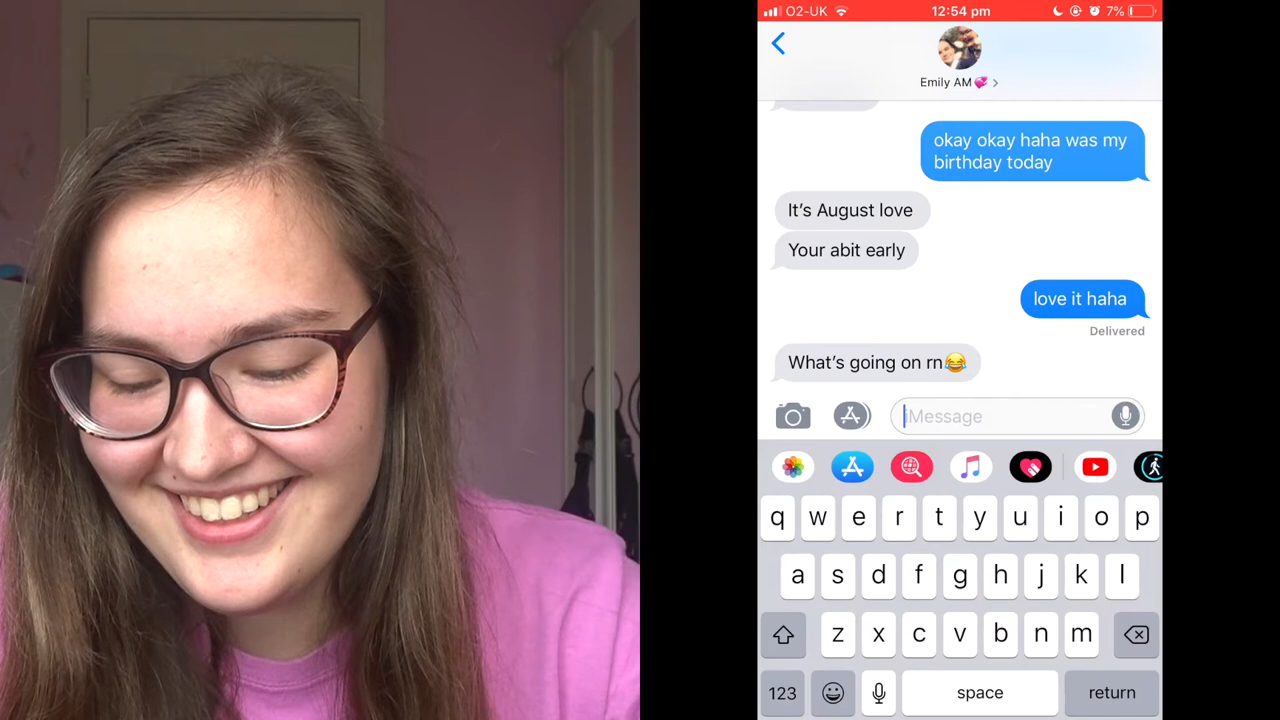 O2-UK 12:54 pm 7%
Emily AM💞 >
okay okay haha was my
birthday today
It's August love
Your abit early
love it haha
Delivered
What's going on rn😂
iMessage
q w e r t y u i o p
a s d f g h j k l
z x c v b n m
123 space return